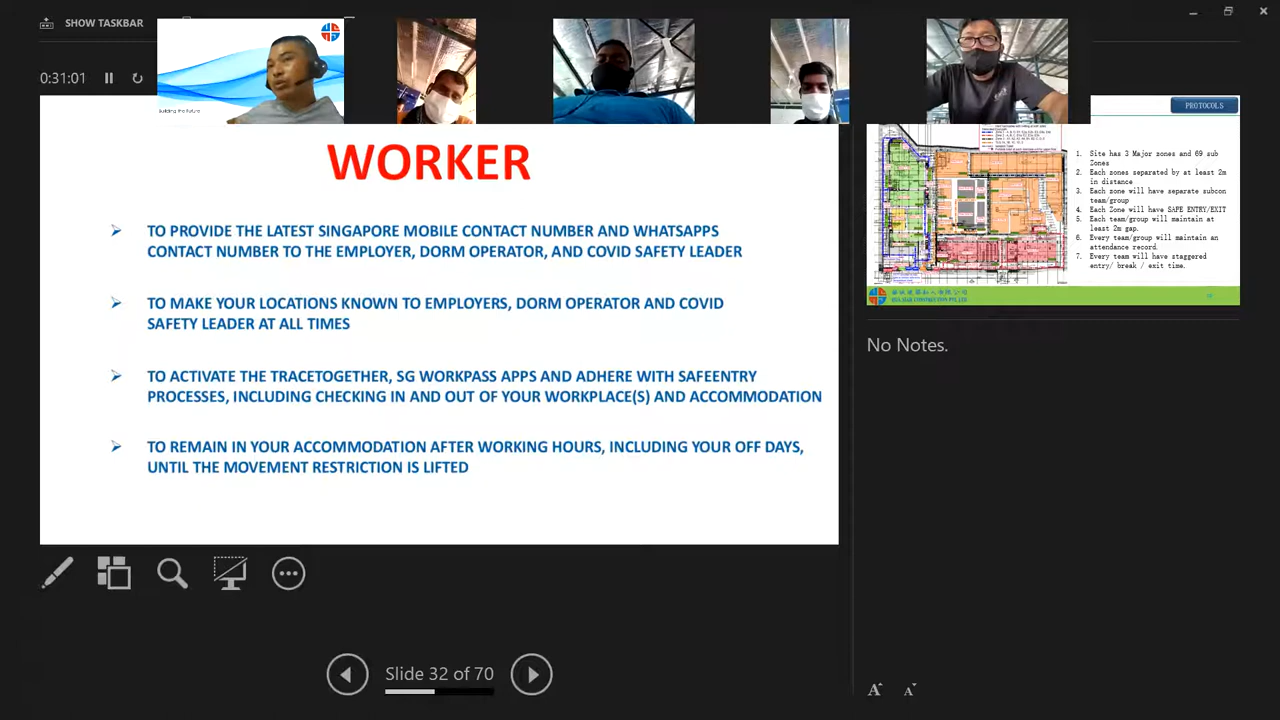 SHOW TASKBAR
0:31:01
Building the Future
WORKER
TO PROVIDE THE LATEST SINGAPORE MOBILE CONTACT NUMBER AND WHATSAPPS
CONTACT NUMBER TO THE EMPLOYER, DORM OPERATOR, AND COVID SAFETY LEADER
TO MAKE YOUR LOCATIONS KNOWN TO EMPLOYERS, DORM OPERATOR AND COVID
SAFETY LEADER AT ALL TIMES
TO ACTIVATE THE TRACETOGETHER, SG WORKPASS APPS AND ADHERE WITH SAFEENTRY
PROCESSES, INCLUDING CHECKING IN AND OUT OF YOUR WORKPLACE(S) AND ACCOMMODATION
TO REMAIN IN YOUR ACCOMMODATION AFTER WORKING HOURS, INCLUDING YOUR OFF DAYS,
UNTIL THE MOVEMENT RESTRICTION IS LIFTED
Slide 32 of 70
PROTOCOLS
1. Site has 3 Major zones and 69 sub
Zones
2. Each zones separated by at least 2m
in distance
3. Each zone will have separate subcon
team/group
4. Each Zone will have SAFE ENTRY/EXIT
5. Each team/group will maintain at
least 2m gap.
6. Every team/group will maintain an
attendance record.
7. Every team will have staggered
entry/ break / exit time.
No Notes.
A A